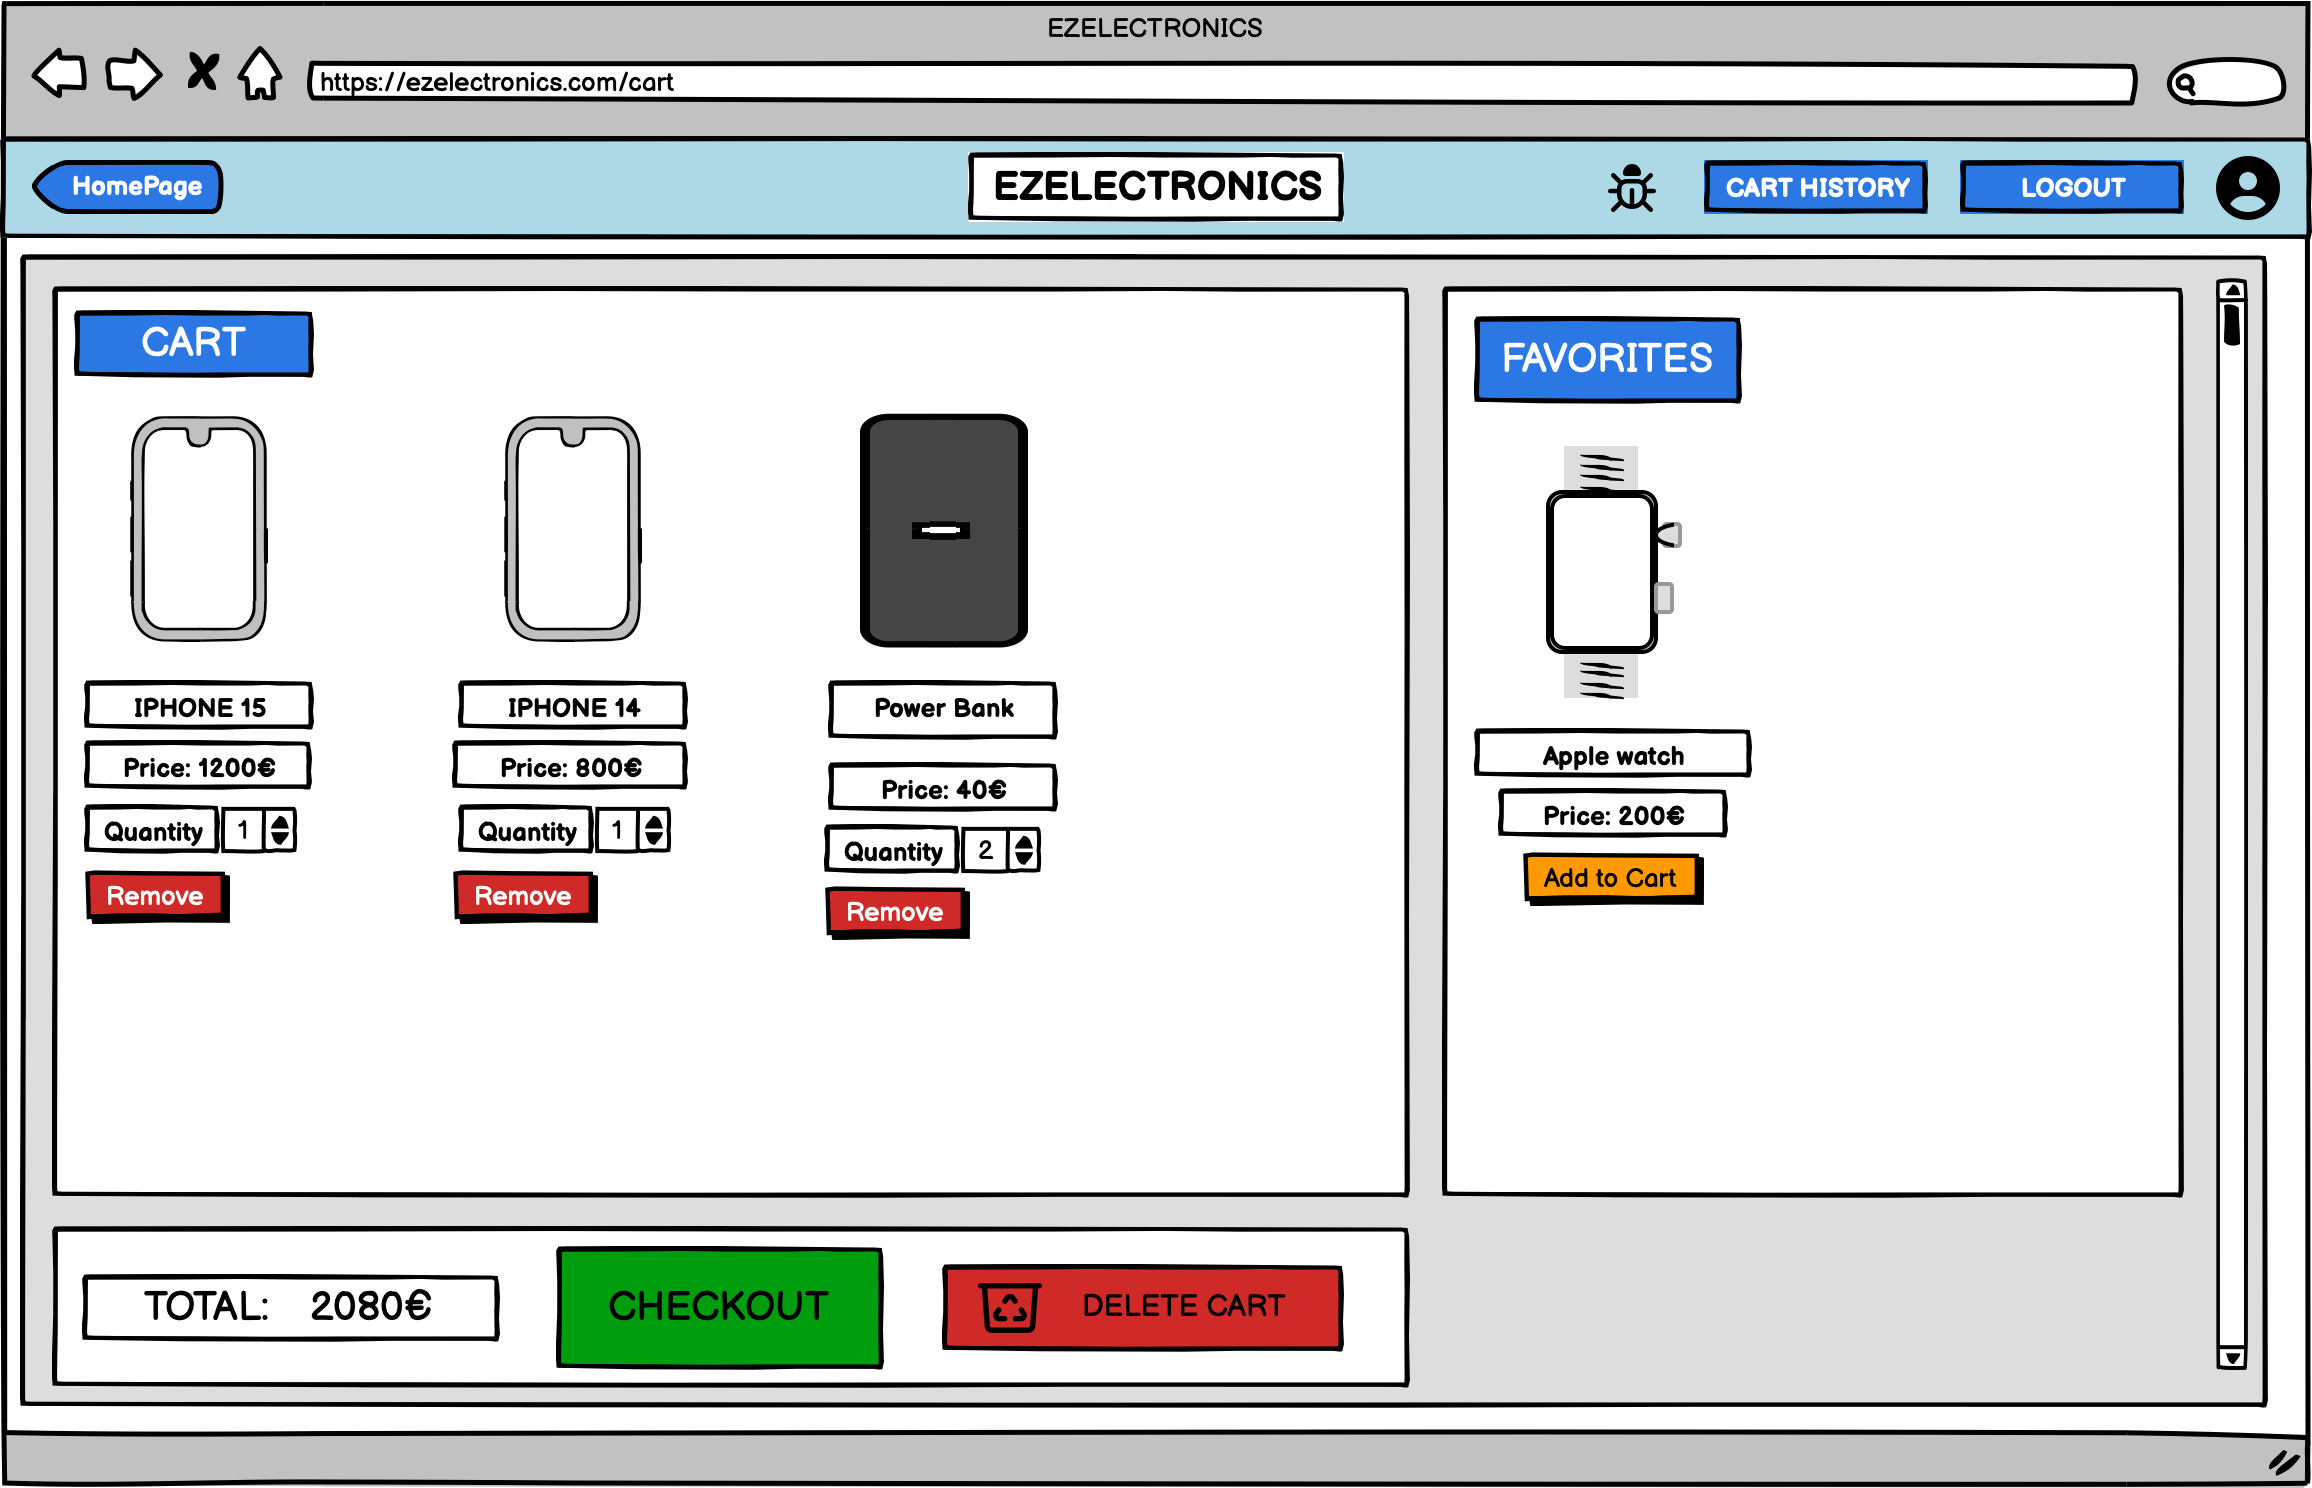 EZELECTRONICS
https://ezelectronics.com/cart
HomePage
EZELECTRONICS
CART HISTORY
LOGOUT
CART
IPHONE 15
Price: 1200€
Quantity 1
Remove
IPHONE 14
Price: 800€
Quantity 1
Remove
Power Bank
Price: 40€
Quantity 2
Remove
FAVORITES
Apple watch
Price: 200€
Add to Cart
TOTAL: 2080€
CHECKOUT
DELETE CART